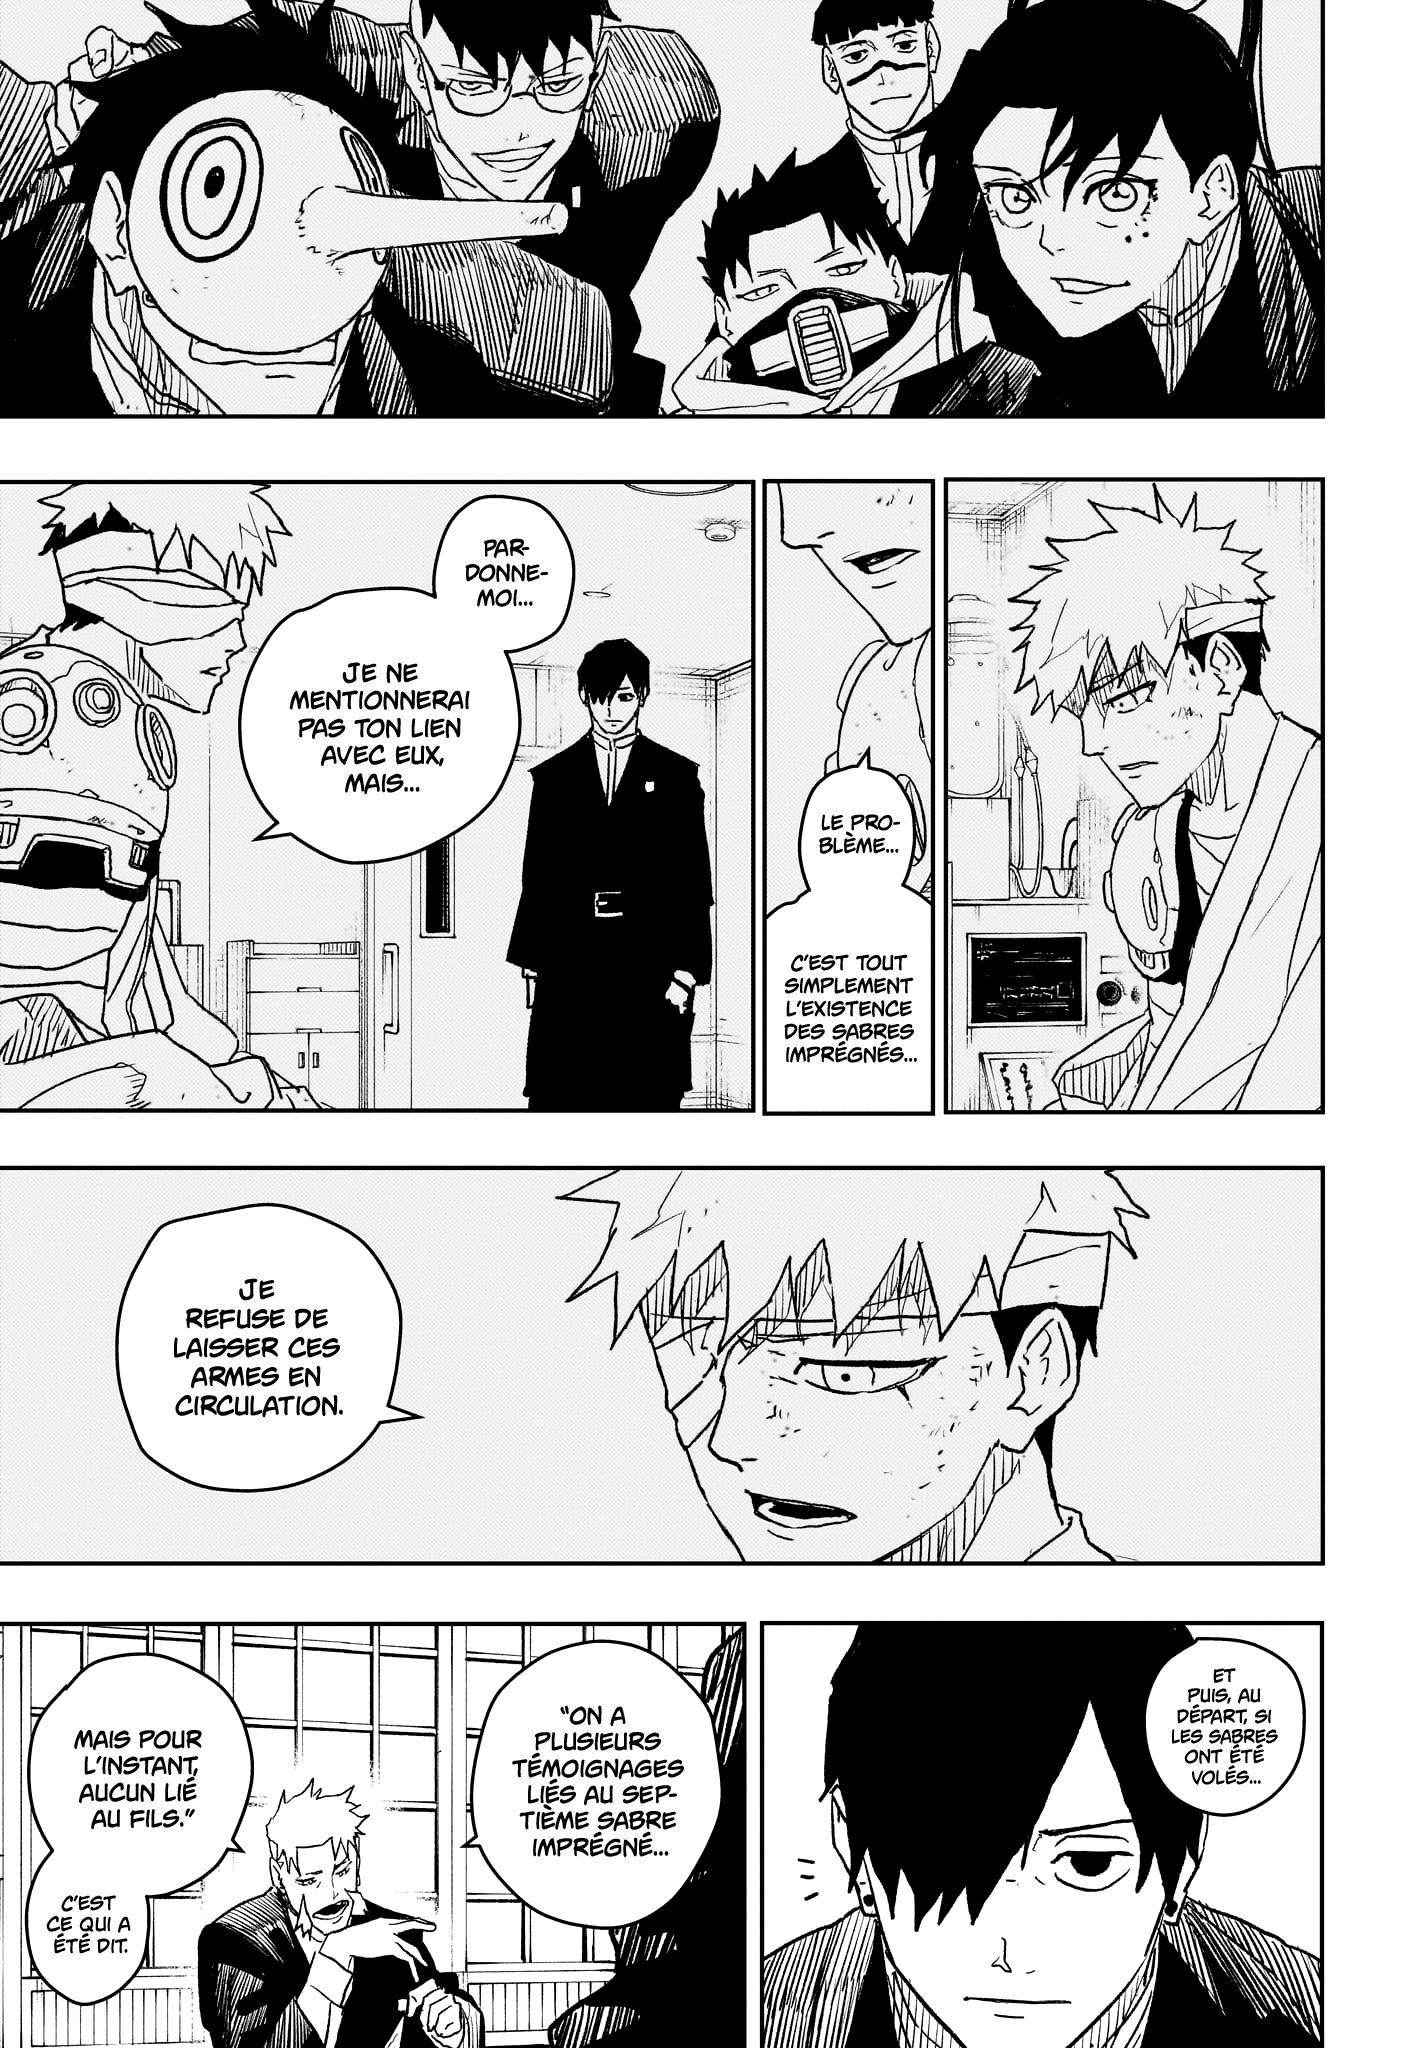 PAR-
DONNE-
MOI...
JE NE
MENTIONNERAI
PAS TON LIEN
AVEC EUX,
MAIS...
LE PRO-
BLÈME...
C'EST TOUT
SIMPLEMENT
L'EXISTENCE
DES SABRES
IMPRÉGNÉS...
JE
REFUSE DE
LAISSER CES
ARMES EN
CIRCULATION.
ET
PUIS, AU
DÉPART, SI
LES SABRES
ONT ÉTÉ
VOLÉS...
"ON A
PLUSIEURS
TÉMOIGNAGES
LIÉS AU SEP-
TIÈME SABRE
IMPRÉGNÉ...
MAIS POUR
L'INSTANT,
AUCUN LIÉ
AU FILS."
C'EST
CE QUI A
ÉTÉ DIT.